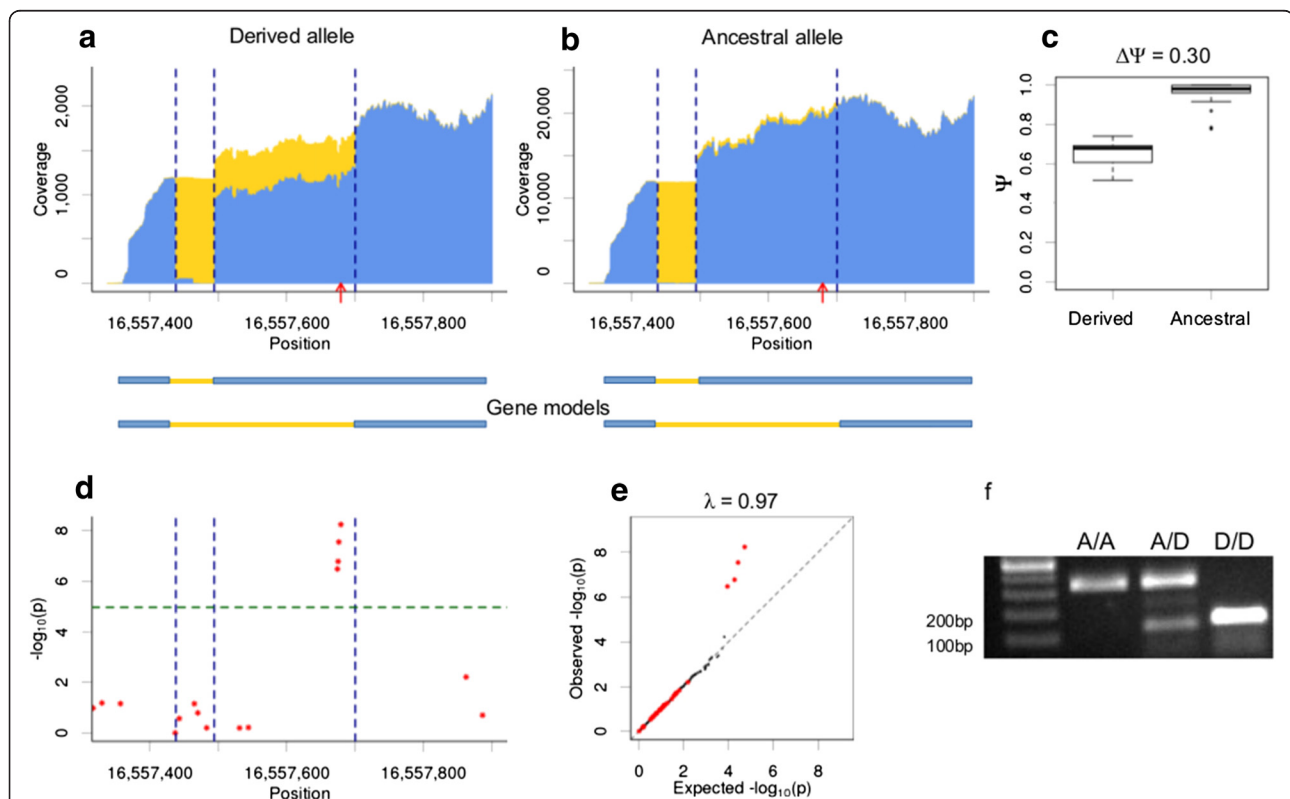 a
Derived allele
Coverage
0
1,000
2,000
16,557,400
16,557,600
16,557,800
Position
b
Ancestral allele
Coverage
0
10,000
20,000
16,557,400
16,557,600
16,557,800
Position
c
ΔΨ = 0.30
Ψ
0.0
0.2
0.4
0.6
0.8
1.0
Derived
Ancestral
Gene models
d
-log10(p)
0
2
4
6
8
16,557,400
16,557,600
16,557,800
Position
e
λ = 0.97
Observed -log10(p)
0
2
4
6
8
0
2
4
6
8
Expected -log10(p)
f
A/A
A/D
D/D
200bp
100bp